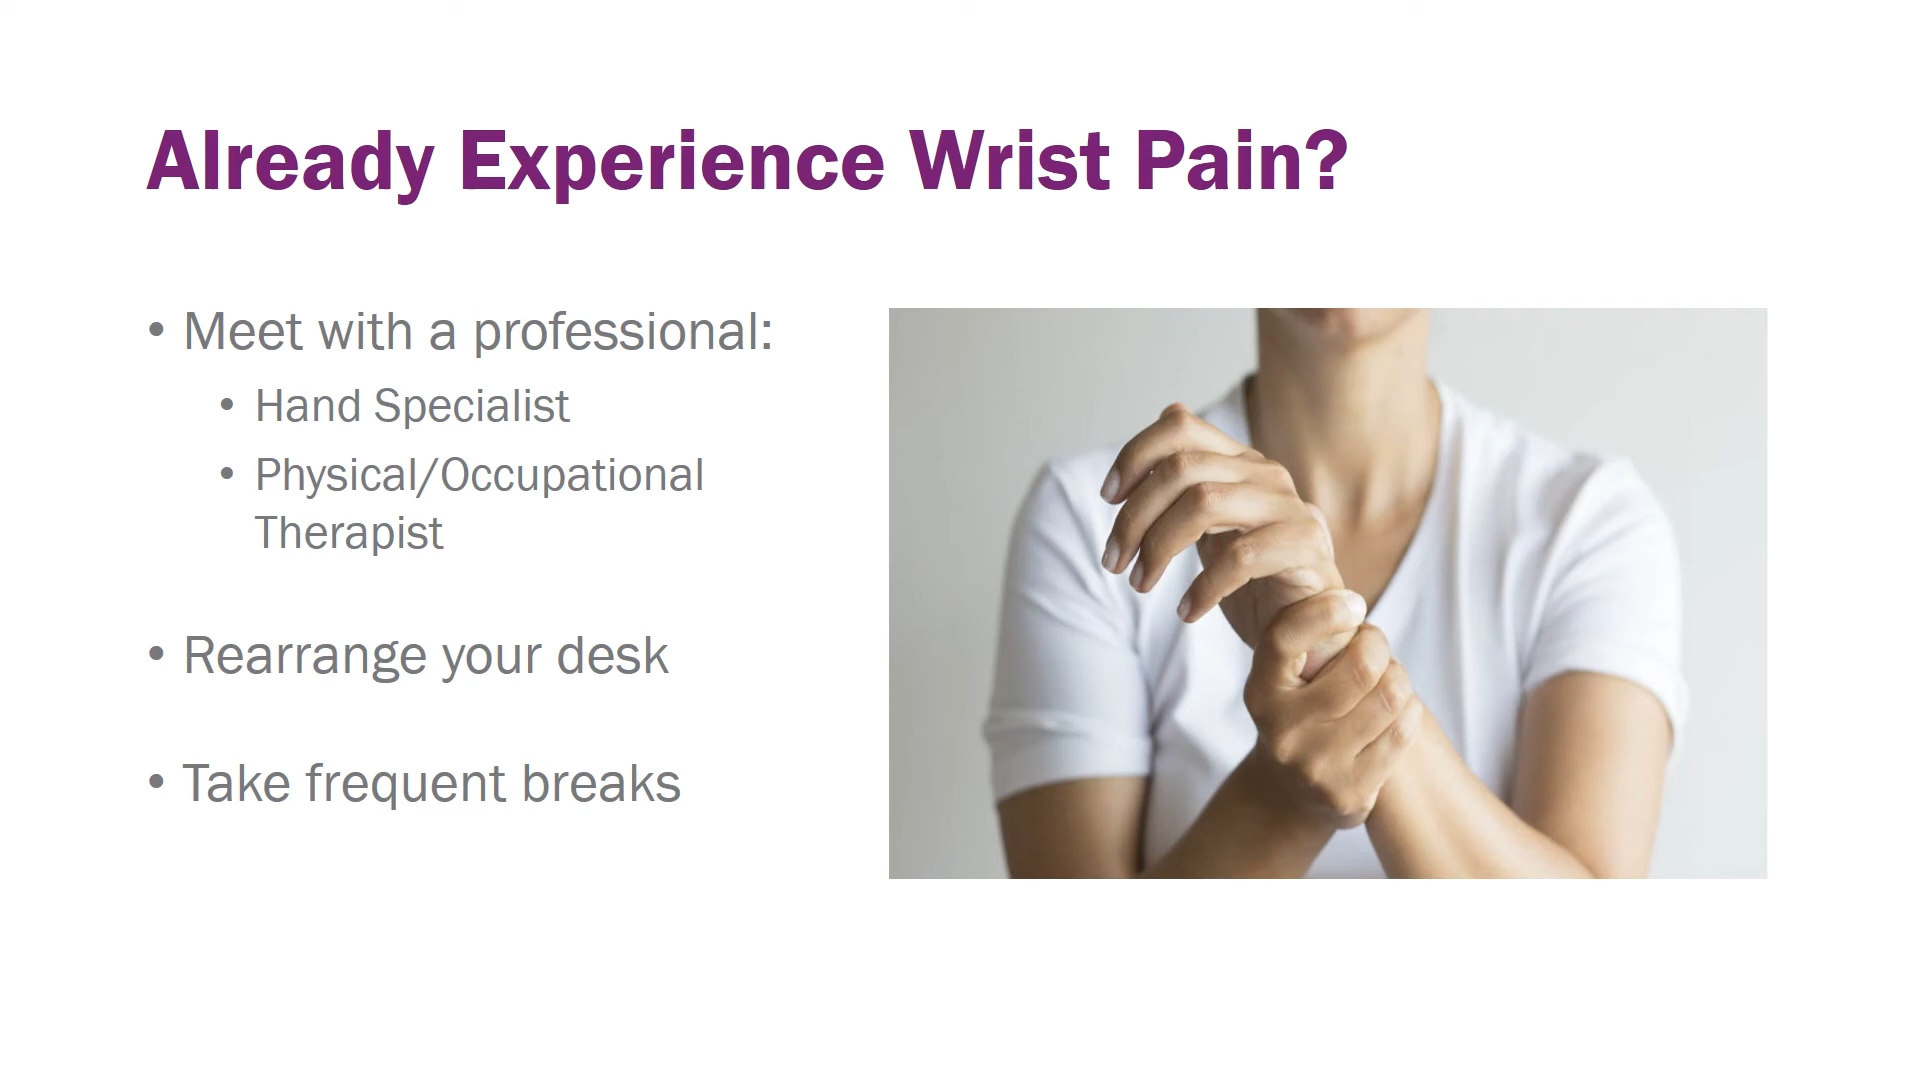 Already Experience Wrist Pain?
• Meet with a professional:
• Hand Specialist
• Physical/Occupational
Therapist
• Rearrange your desk
• Take frequent breaks